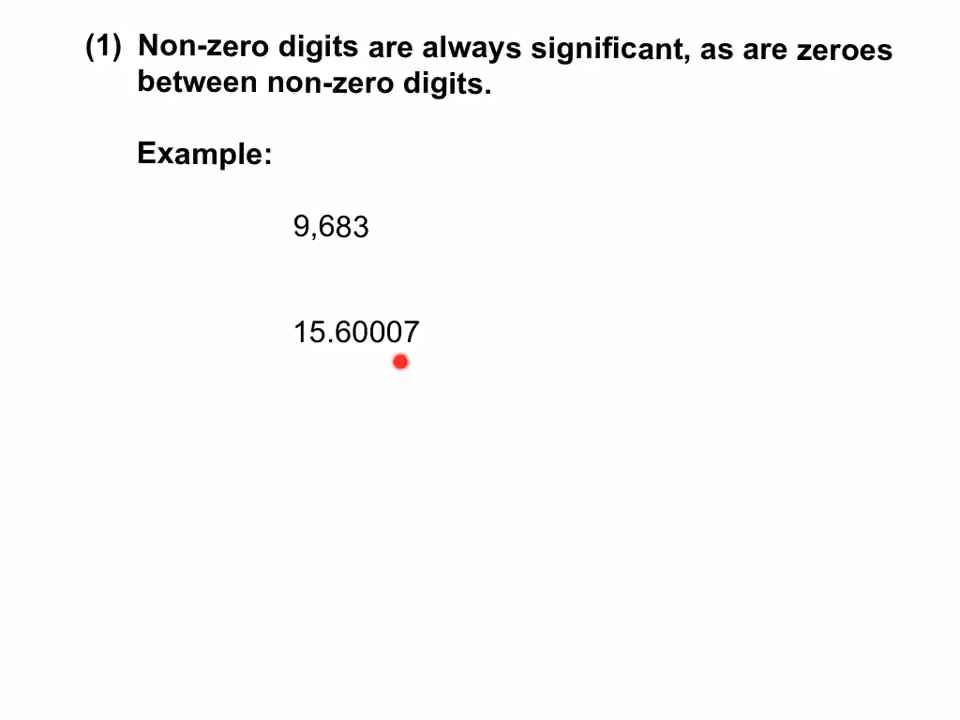 (1) Non-zero digits are always significant, as are zeroes
between non-zero digits.
Example:
9,683
15.60007